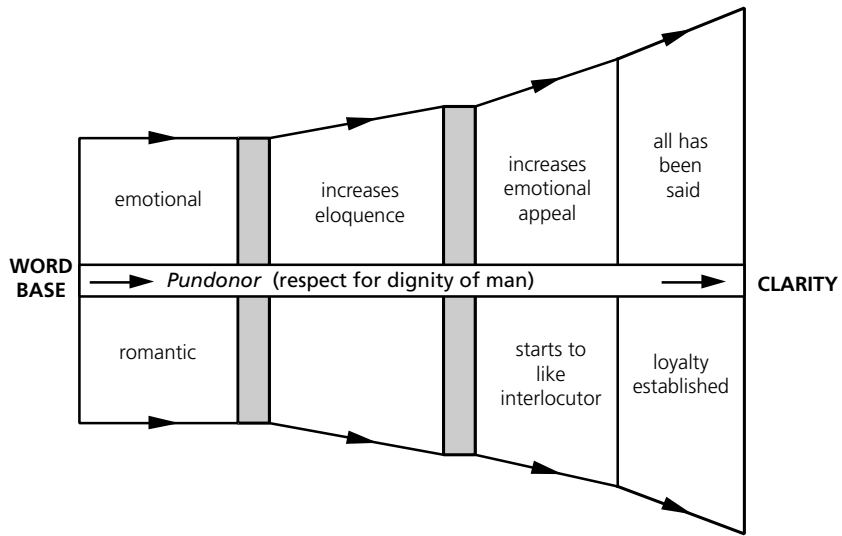 emotional
increases
eloquence
increases
emotional
appeal
all has
been
said
WORD
BASE
Pundonor (respect for dignity of man)
CLARITY
romantic
starts to
like
interlocutor
loyalty
established